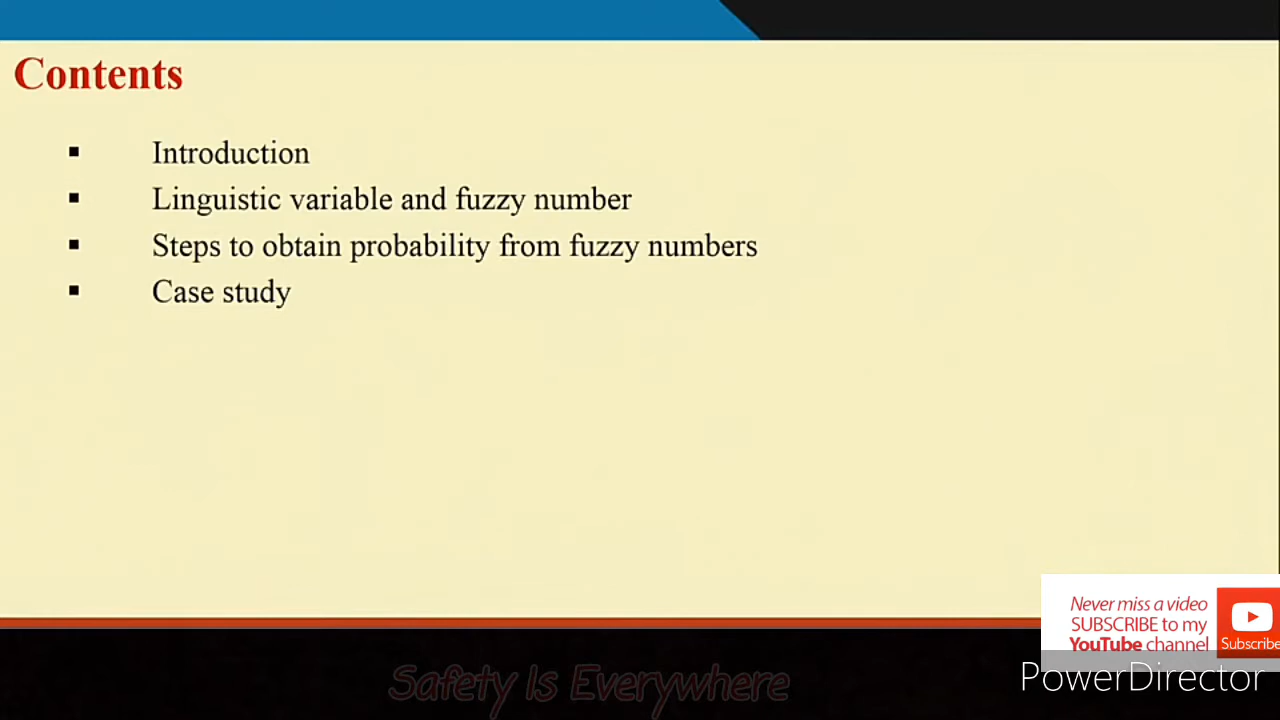 Contents
▪ Introduction
▪ Linguistic variable and fuzzy number
▪ Steps to obtain probability from fuzzy numbers
▪ Case study
Never miss a video
SUBSCRIBE to my
YouTube channel
Subscribe
PowerDirector
Safety Is Everywhere